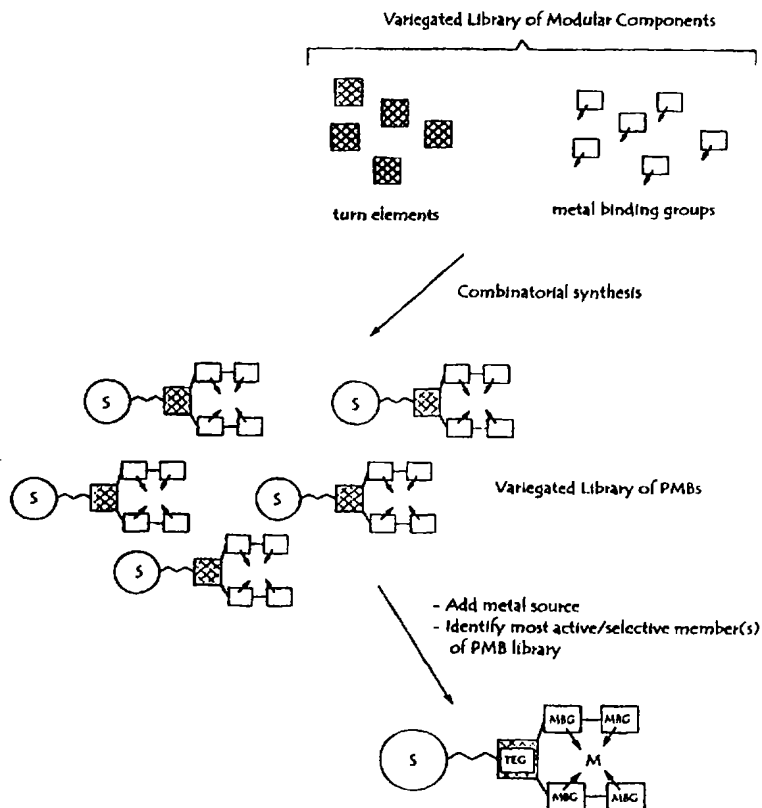 Variegated Library of Modular Components
turn elements
metal binding groups
Combinatorial synthesis
S
S
S
S
Variegated Library of PMBs
S
- Add metal source
- Identify most active/selective member(s)
of PMB library
MBG
MBG
S
TEG
M
MBG
MBG